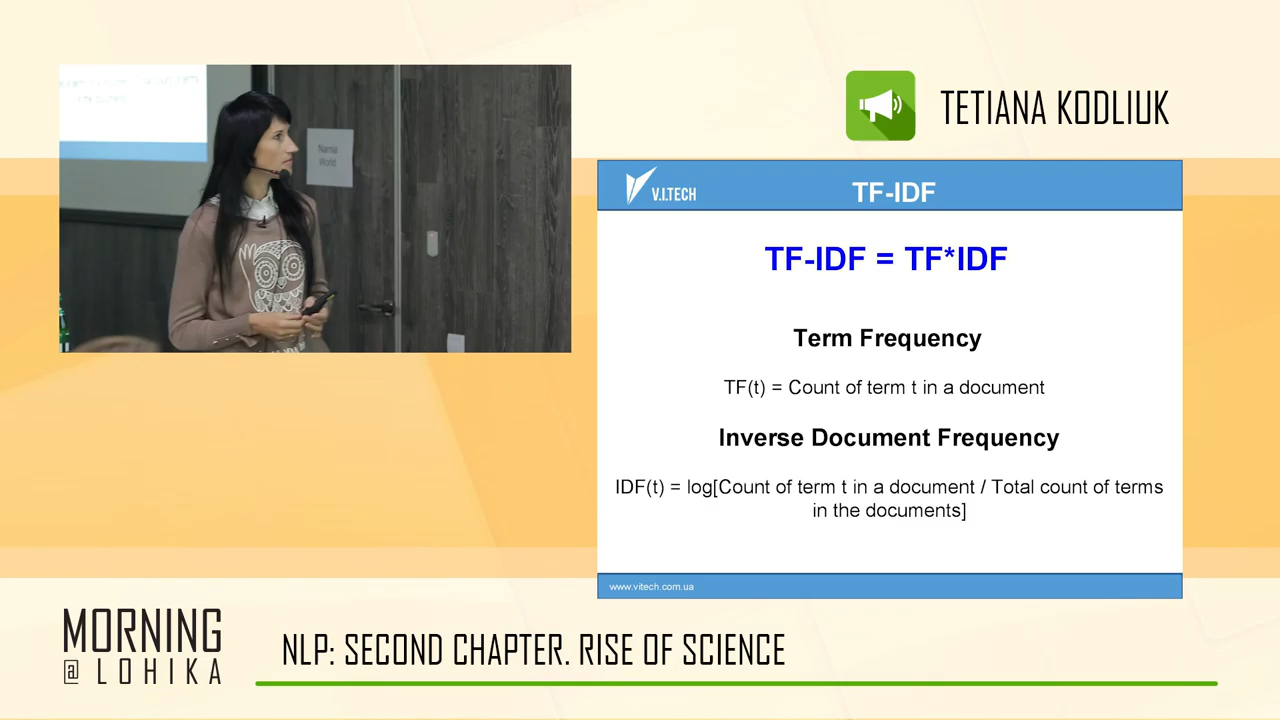 TETIANA KODLIUK
Narnia
World
V.I.TECH
TF-IDF
TF-IDF = TF*IDF
Term Frequency
TF(t) = Count of term t in a document
Inverse Document Frequency
IDF(t) = log[Count of term t in a document / Total count of terms
in the documents]
www.vitech.com.ua
MORNING
@ LOHIKA
NLP: SECOND CHAPTER. RISE OF SCIENCE